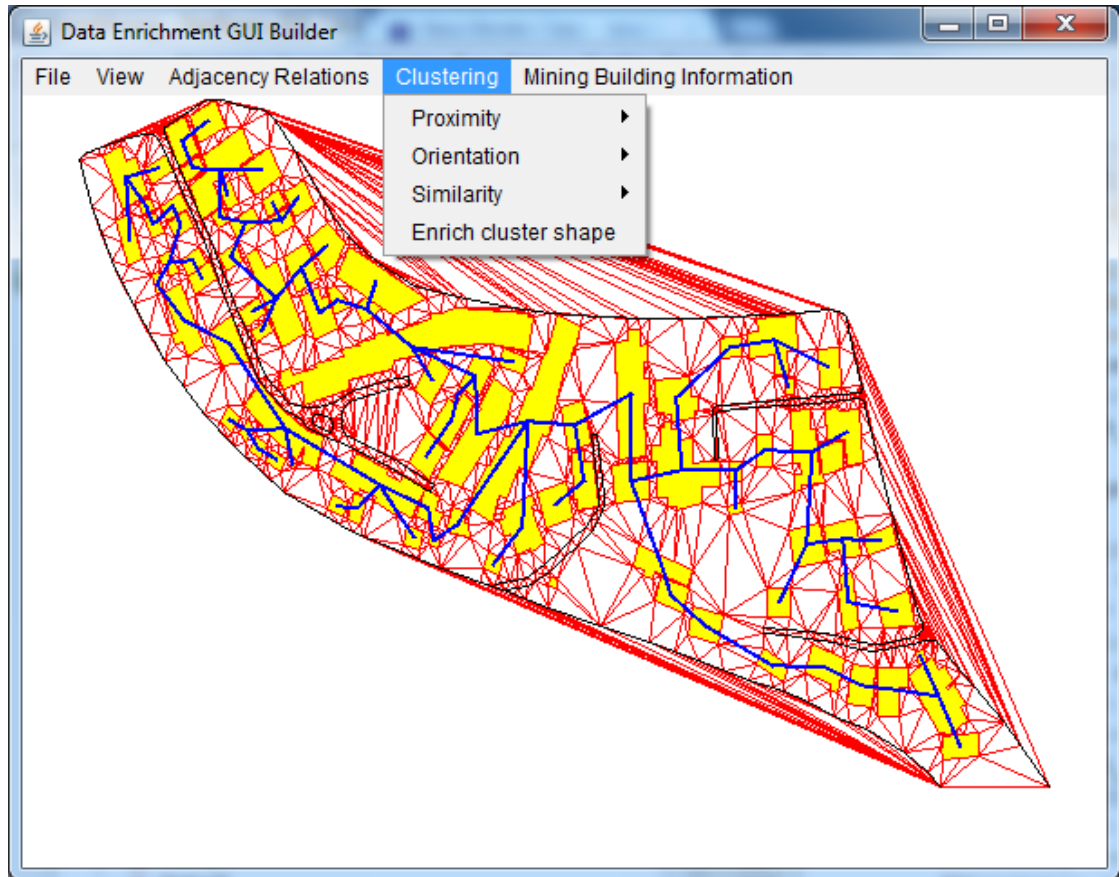 Data Enrichment GUI Builder
File View Adjacency Relations Clustering Mining Building Information
Proximity
Orientation
Similarity
Enrich cluster shape